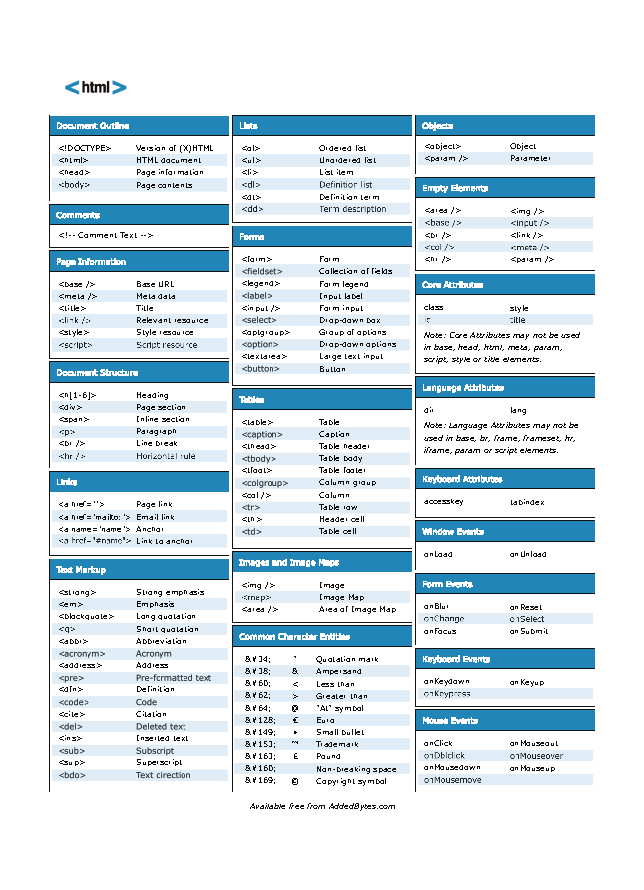 <html>
Document Outline
<!DOCTYPE> Version of (X)HTML
<html> HTML document
<head> Page information
<body> Page contents
Comments
<!-- Comment Text -->
Page Information
<base /> Base URL
<meta /> Meta data
<title> Title
<link /> Relevant resource
<style> Style resource
<script> Script resource
Document Structure
<h[1-6]> Heading
<div> Page section
<span> Inline section
<p> Paragraph
<br /> Line break
<hr /> Horizontal rule
Links
<a href=""> Page link
<a href="mailto:"> Email link
<a name="name"> Anchor
<a href="#name"> Link to anchor
Text Markup
<strong> Strong emphasis
<em> Emphasis
<blockquote> Long quotation
<q> Short quotation
<abbr> Abbreviation
<acronym> Acronym
<address> Address
<pre> Pre-formatted text
<dfn> Definition
<code> Code
<cite> Citation
<del> Deleted text
<ins> Inserted text
<sub> Subscript
<sup> Superscript
<bdo> Text direction
Lists
<ol> Ordered list
<ul> Unordered list
<li> List item
<dl> Definition list
<dt> Definition term
<dd> Term description
Forms
<form> Form
<fieldset> Collection of fields
<legend> Form legend
<label> Input label
<input /> Form input
<select> Drop-down box
<optgroup> Group of options
<option> Drop-down options
<textarea> Large text input
<button> Button
Tables
<table> Table
<caption> Caption
<thead> Table header
<tbody> Table body
<tfoot> Table footer
<colgroup> Column group
<col /> Column
<tr> Table row
<th> Header cell
<td> Table cell
Images and Image Maps
<img /> Image
<map> Image Map
<area /> Area of Image Map
Common Character Entities
&#34; " Quotation mark
&#38; & Ampersand
&#60; < Less than
&#62; > Greater than
&#64; @ "At" symbol
&#128; € Euro
&#149; • Small bullet
&#153; ™ Trademark
&#163; £ Pound
&#160; Non-breaking space
&#169; © Copyright symbol
Objects
<object> Object
<param /> Parameter
Empty Elements
<area /> <img />
<base /> <input />
<br /> <link />
<col /> <meta />
<hr /> <param />
Core Attributes
class style
id title
Note: Core Attributes may not be used
in base, head, html, meta, param,
script, style or title elements.
Language Attributes
dir lang
Note: Language Attributes may not be
used in base, br, frame, frameset, hr,
iframe, param or script elements.
Keyboard Attributes
accesskey tabindex
Window Events
onLoad onUnload
Form Events
onBlur onReset
onChange onSelect
onFocus onSubmit
Keyboard Events
onKeydown onKeyup
onKeypress
Mouse Events
onClick onMouseout
onDblclick onMouseover
onMousedown onMouseup
onMousemove
Available free from AddedBytes.com